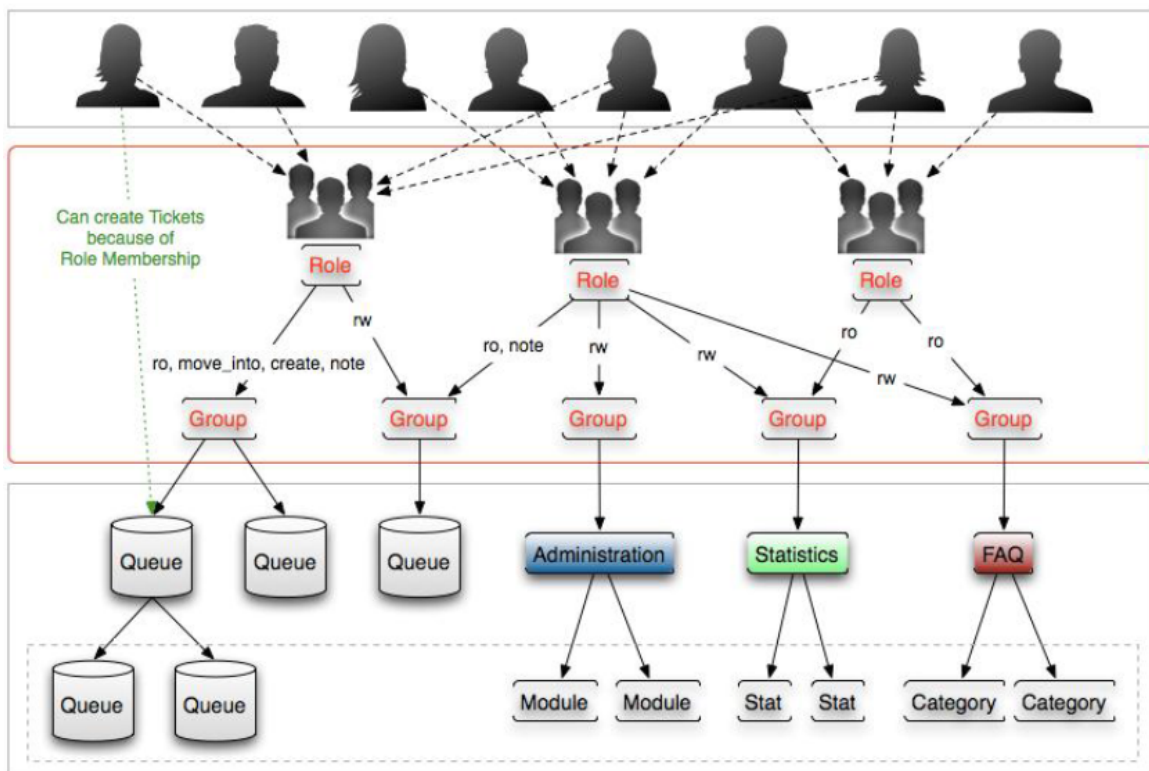 Can create Tickets
because of
Role Membership
Role
Role
Role
rw
ro, note
rw
rw
ro
ro
rw
ro, move_into, create, note
Group
Group
Group
Group
Group
Queue
Queue
Queue
Administration
Statistics
FAQ
Queue
Queue
Module
Module
Stat
Stat
Category
Category